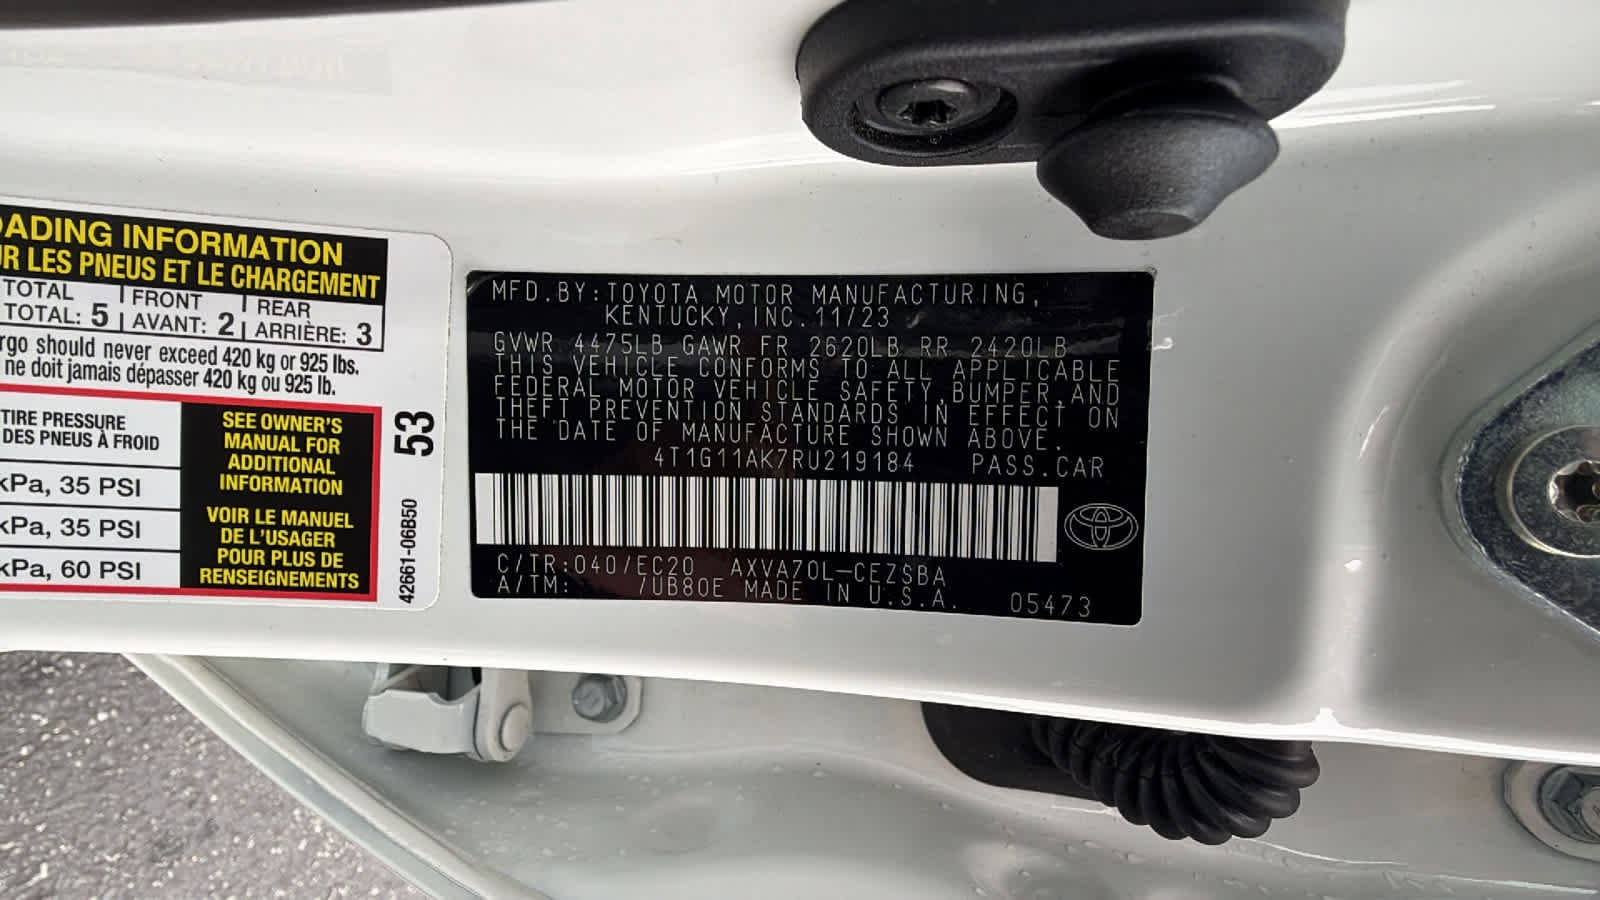 ADING INFORMATION
R LES PNEUS ET LE CHARGEMENT
TOTAL FRONT REAR
TOTAL: 5 AVANT: 2 ARRIÈRE: 3
should never exceed 420 kg or 925 lbs.
ne doit jamais dépasser 420 kg ou 925 lb.
TIRE PRESSURE
DES PNEUS À FROID
kPa, 35 PSI
kPa, 35 PSI
kPa, 60 PSI
SEE OWNER'S
MANUAL FOR
ADDITIONAL
INFORMATION
VOIR LE MANUEL
DE L'USAGER
POUR PLUS DE
RENSEIGNEMENTS
53
42661-06B50
MFD.BY:TOYOTA MOTOR MANUFACTURING,
KENTUCKY,INC.11/23
GVWR 4475LB GAWR FR 2620LB RR 2420LB
THIS VEHICLE CONFORMS TO ALL APPLICABLE
FEDERAL MOTOR VEHICLE SAFETY,BUMPER,AND
THEFT PREVENTION STANDARDS IN EFFECT ON
THE DATE OF MANUFACTURE SHOWN ABOVE.
4T1G11AK7RU219184 PASS.CAR
C/TR:040/EC20 AXVA70L-CEZSBA
A/TM: 7UB80E MADE IN U.S.A. 05473